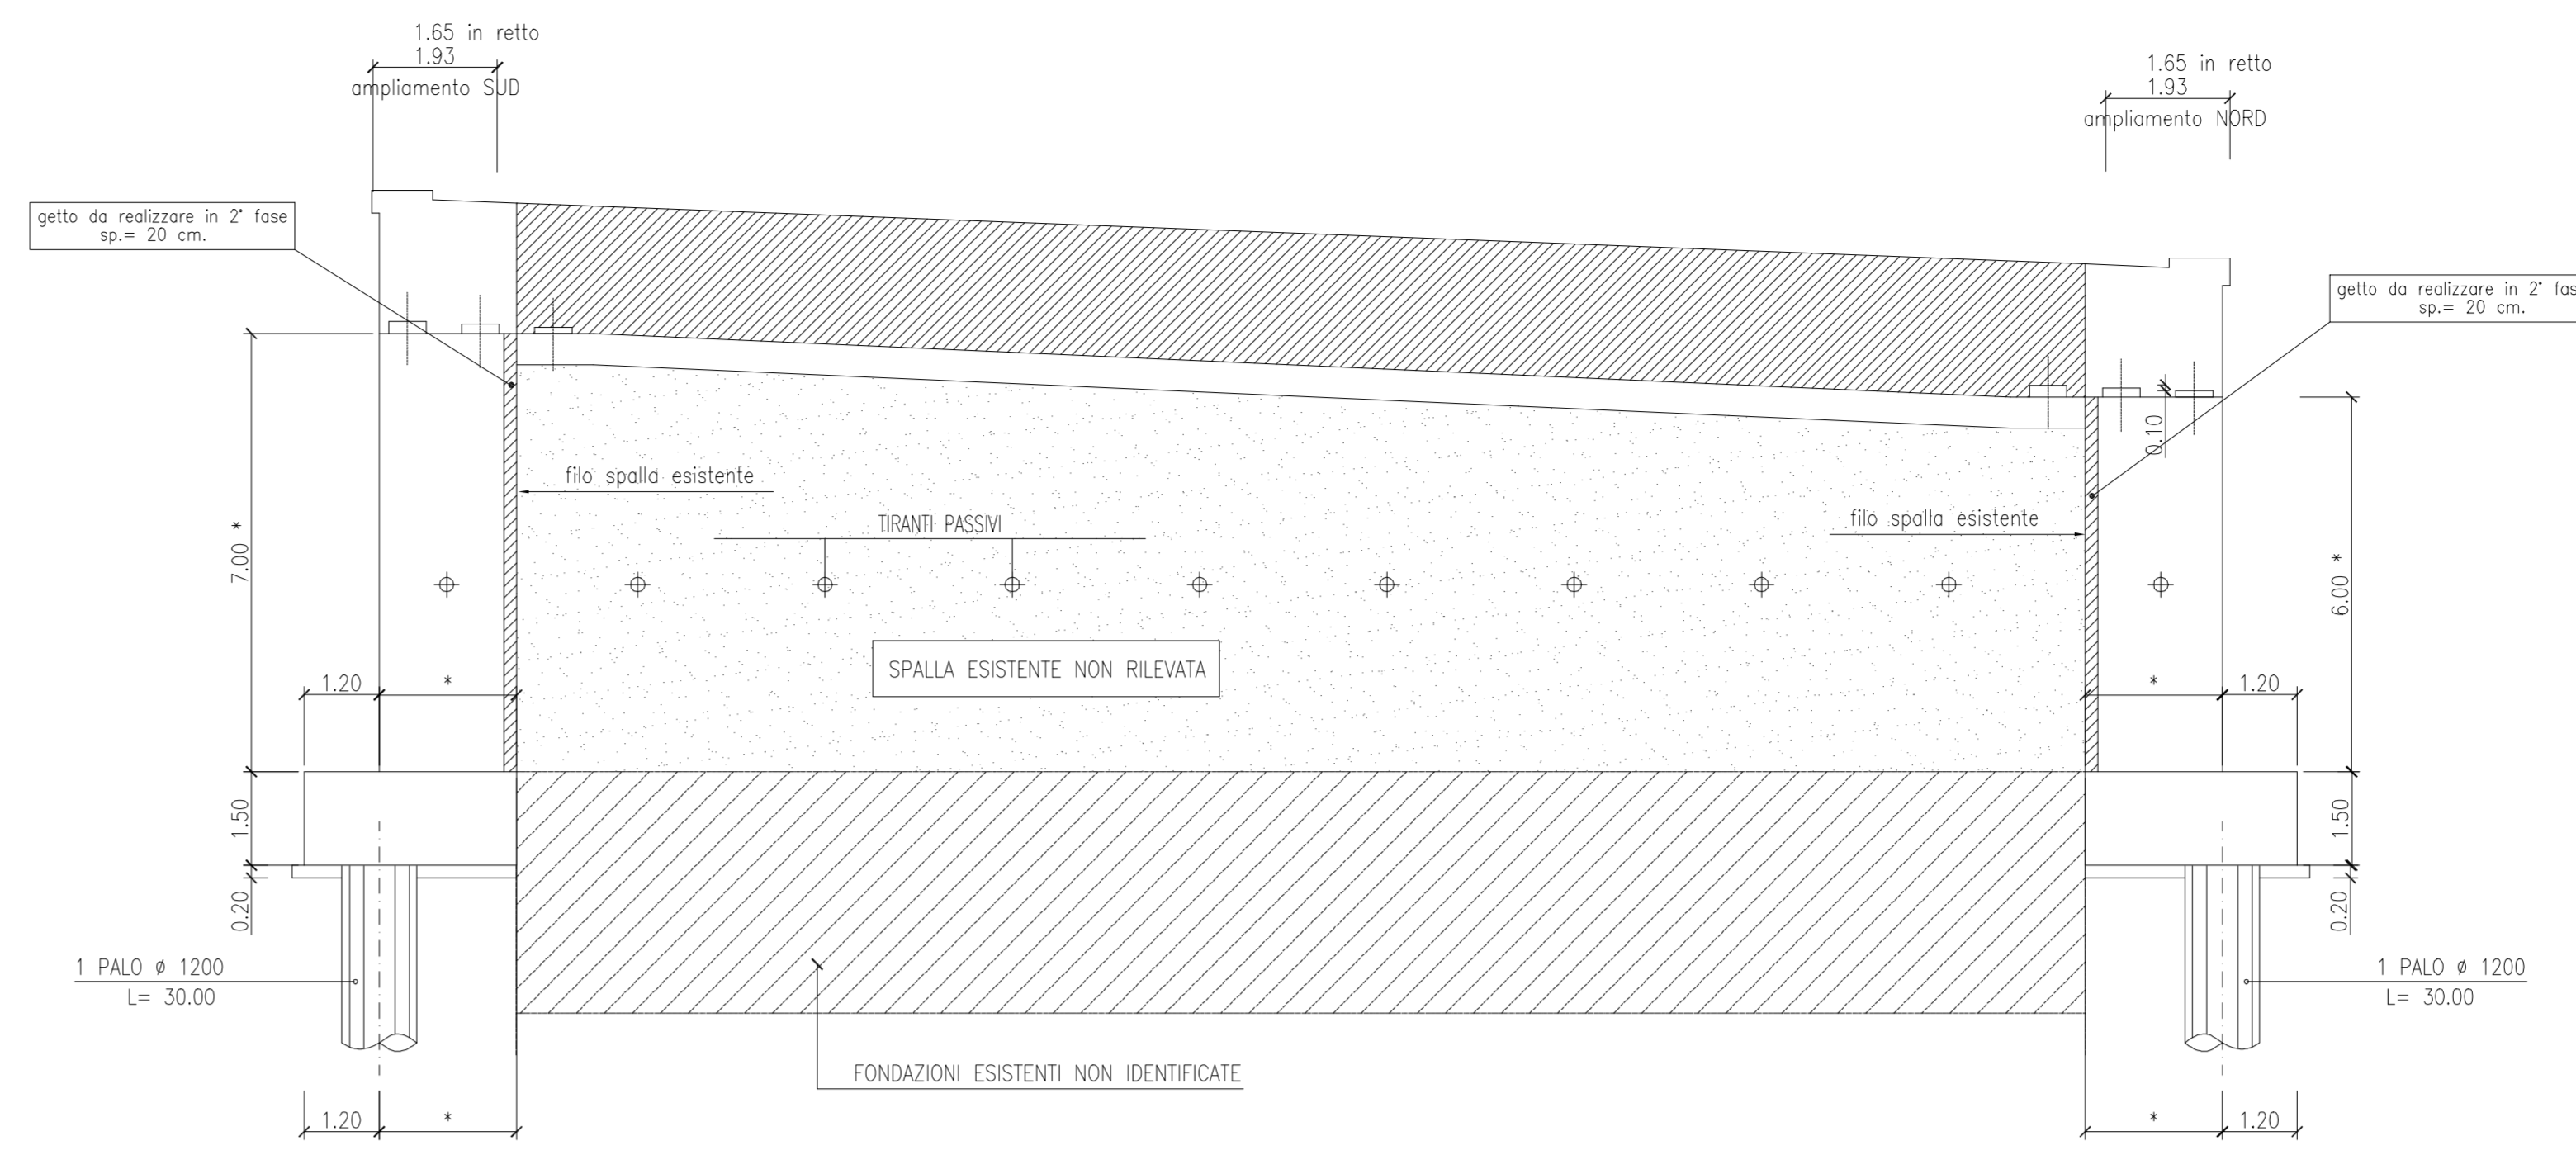 1.65 in retto
1.93
ampliamento SUD
1.65 in retto
1.93
ampliamento NORD
getto da realizzare in 2° fase
sp.= 20 cm.
getto da realizzare in 2° fas
sp.= 20 cm.
0.10
filo spalla esistente
TIRANTI PASSIVI
filo spalla esistente
7.00 *
6.00 *
SPALLA ESISTENTE NON RILEVATA
1.20
*
*
1.20
1.50
1.50
0.20
0.20
1 PALO ø 1200
L= 30.00
1 PALO ø 1200
L= 30.00
FONDAZIONI ESISTENTI NON IDENTIFICATE
1.20
*
*
1.20